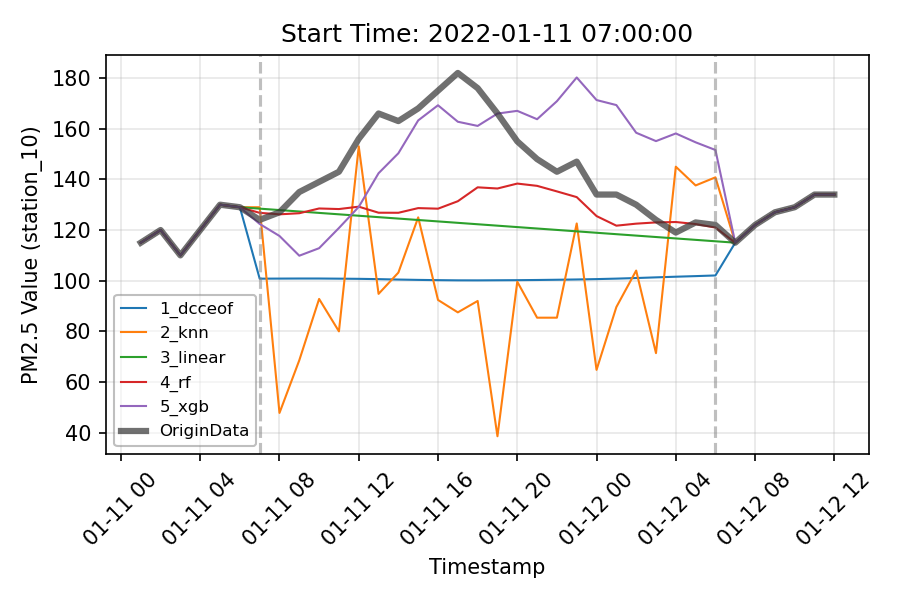 Start Time: 2022-01-11 07:00:00
PM2.5 Value (station_10)
180
160
140
120
100
80
60
40
1_dcceof
2_knn
3_linear
4_rf
5_xgb
OriginData
01-11 00
01-11 04
01-11 08
01-11 12
01-11 16
01-11 20
01-12 00
01-12 04
01-12 08
01-12 12
Timestamp